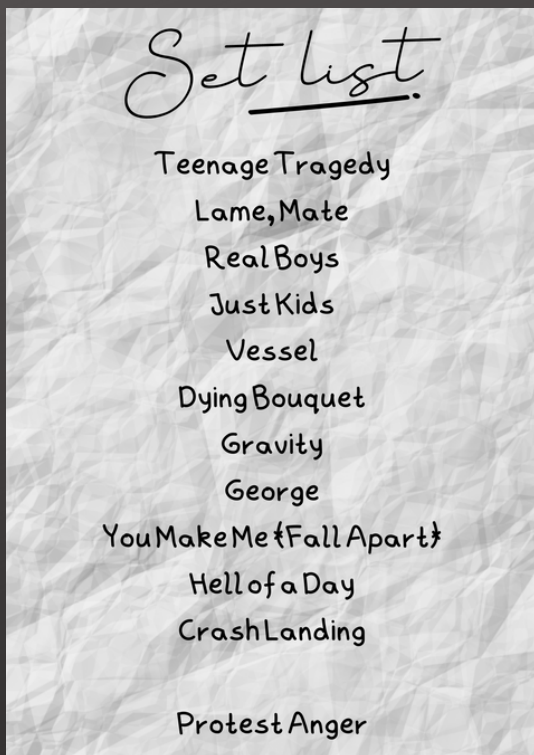 Set list.
Teenage Tragedy
Lame, Mate
Real Boys
Just Kids
Vessel
Dying Bouquet
Gravity
George
You Make Me {Fall Apart}
Hell of a Day
Crash Landing
Protest Anger